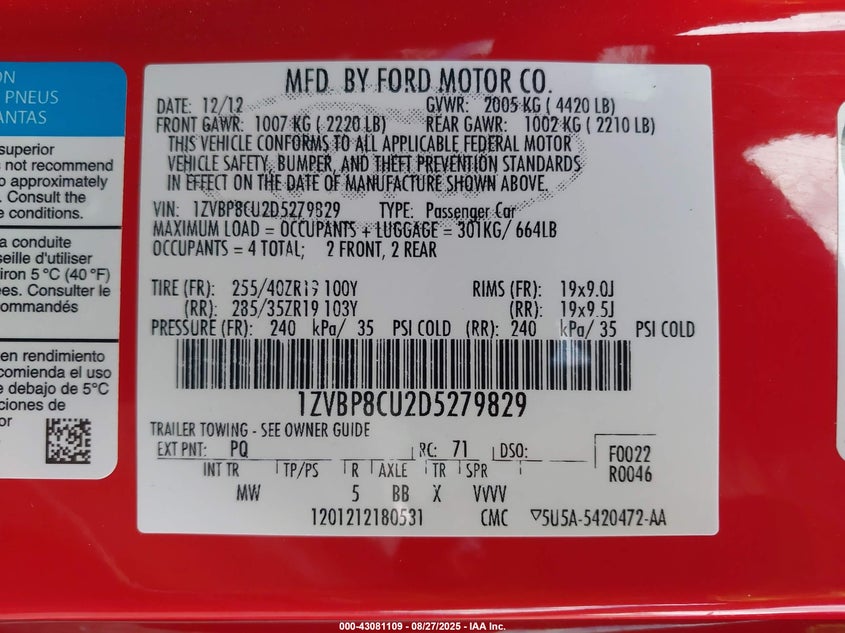 ON
PNEUS
ANTAS
superior
s not recommend
o approximately
. Consult the
e conditions.
a conduite
seille d'utiliser
iron 5 °C (40 °F)
es. Consulter le
commandés
en rendimiento
comienda el uso
e debajo de 5°C
ciones de
or
MFD. BY FORD MOTOR CO.
DATE: 12/12 GVWR: 2005 KG ( 4420 LB)
FRONT GAWR: 1007 KG ( 2220 LB) REAR GAWR: 1002 KG ( 2210 LB)
THIS VEHICLE CONFORMS TO ALL APPLICABLE FEDERAL MOTOR
VEHICLE SAFETY, BUMPER, AND THEFT PREVENTION STANDARDS
IN EFFECT ON THE DATE OF MANUFACTURE SHOWN ABOVE.
VIN: 1ZVBP8CU2D5279829 TYPE: Passenger Car
MAXIMUM LOAD = OCCUPANTS + LUGGAGE = 301KG/ 664LB
OCCUPANTS = 4 TOTAL; 2 FRONT, 2 REAR
TIRE (FR): 255/40ZR19 100Y RIMS (FR): 19x9.0J
(RR): 285/35ZR19 103Y (RR): 19x9.5J
PRESSURE (FR): 240 kPa/ 35 PSI COLD (RR): 240 kPa/ 35 PSI COLD
1ZVBP8CU2D5279829
TRAILER TOWING - SEE OWNER GUIDE
EXT PNT: PQ RC: 71 DSO: F0022
R0046
INT TR TP/PS R AXLE TR SPR
MW 5 BB X VVVV
1201212180531 CMC ▽5U5A-5420472-AA
000-43081109 - 08/27/2025 - IAA Inc.